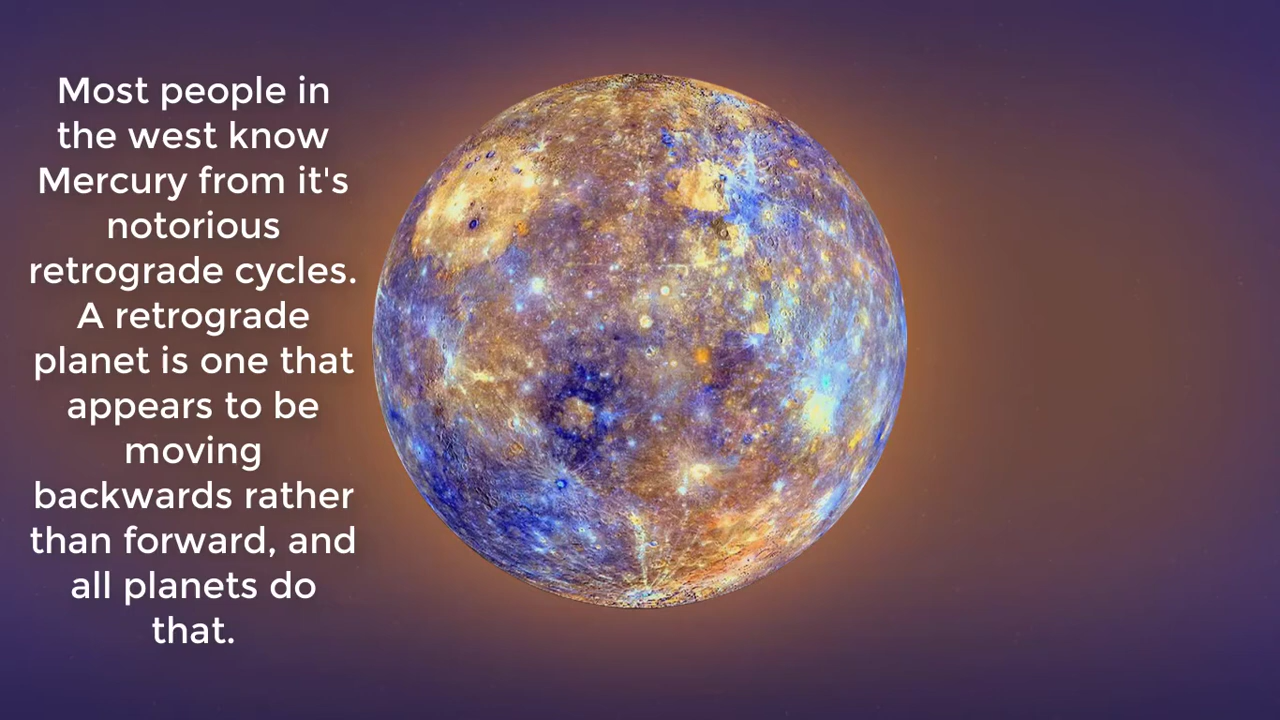 Most people in
the west know
Mercury from it's
notorious
retrograde cycles.
A retrograde
planet is one that
appears to be
moving
backwards rather
than forward, and
all planets do
that.